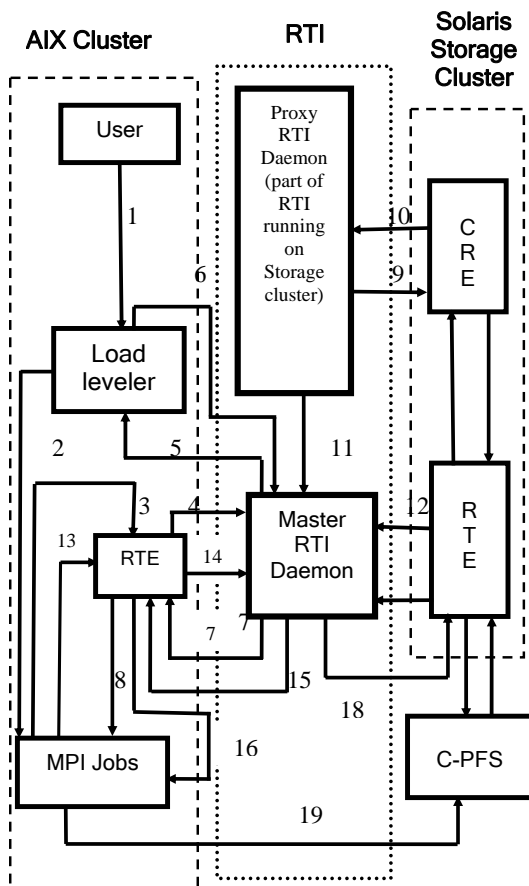 AIX Cluster
RTI
Solaris
Storage
Cluster
User
1
Proxy
RTI
Daemon
(part of
RTI
running
on
Storage
cluster)
10
9
C
R
E
6
Load
leveler
2
5
11
3
4
12
13
RTE
14
Master
RTI
Daemon
R
T
E
7
7
8
15
18
16
MPI Jobs
C-PFS
19